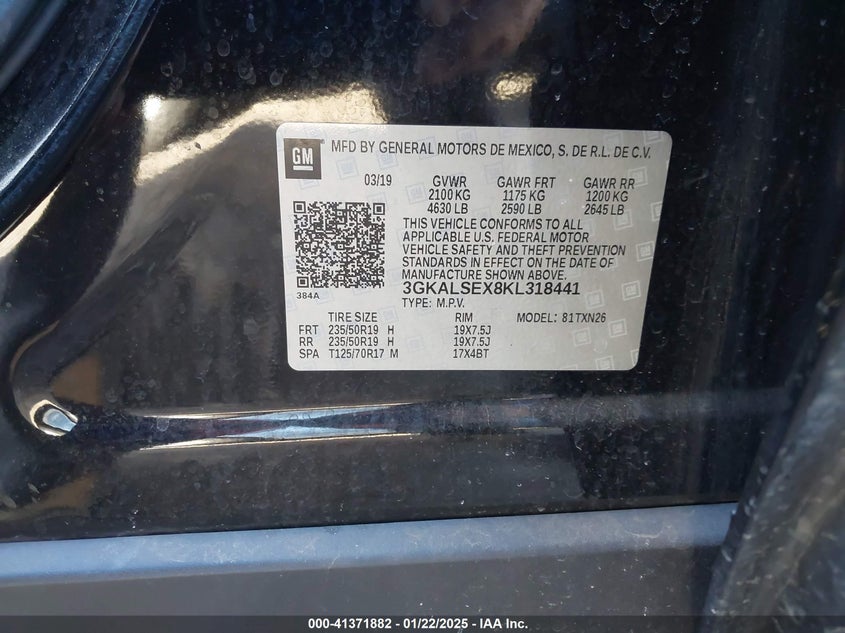 GM
MFD BY GENERAL MOTORS DE MEXICO, S. DE R.L. DE C.V.
03/19 GVWR GAWR FRT GAWR RR
2100 KG 1175 KG 1200 KG
4630 LB 2590 LB 2645 LB
THIS VEHICLE CONFORMS TO ALL
APPLICABLE U.S. FEDERAL MOTOR
VEHICLE SAFETY AND THEFT PREVENTION
STANDARDS IN EFFECT ON THE DATE OF
MANUFACTURE SHOWN ABOVE.
384A
3GKALSEX8KL318441
TYPE: M.P.V.
TIRE SIZE RIM MODEL: 81TXN26
FRT 235/50R19 H 19X7.5J
RR 235/50R19 H 19X7.5J
SPA T125/70R17 M 17X4BT
000-41371882 - 01/22/2025 - IAA Inc.